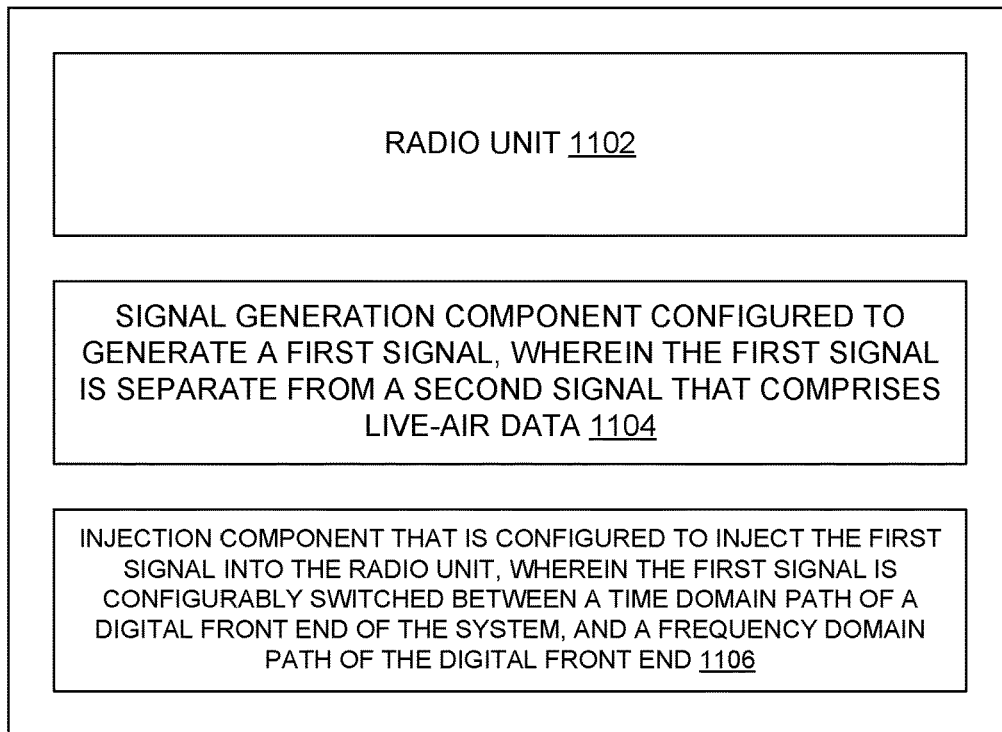 RADIO UNIT 1102
SIGNAL GENERATION COMPONENT CONFIGURED TO
GENERATE A FIRST SIGNAL, WHEREIN THE FIRST SIGNAL
IS SEPARATE FROM A SECOND SIGNAL THAT COMPRISES
LIVE-AIR DATA 1104
INJECTION COMPONENT THAT IS CONFIGURED TO INJECT THE FIRST
SIGNAL INTO THE RADIO UNIT, WHEREIN THE FIRST SIGNAL IS
CONFIGURABLY SWITCHED BETWEEN A TIME DOMAIN PATH OF A
DIGITAL FRONT END OF THE SYSTEM, AND A FREQUENCY DOMAIN
PATH OF THE DIGITAL FRONT END 1106